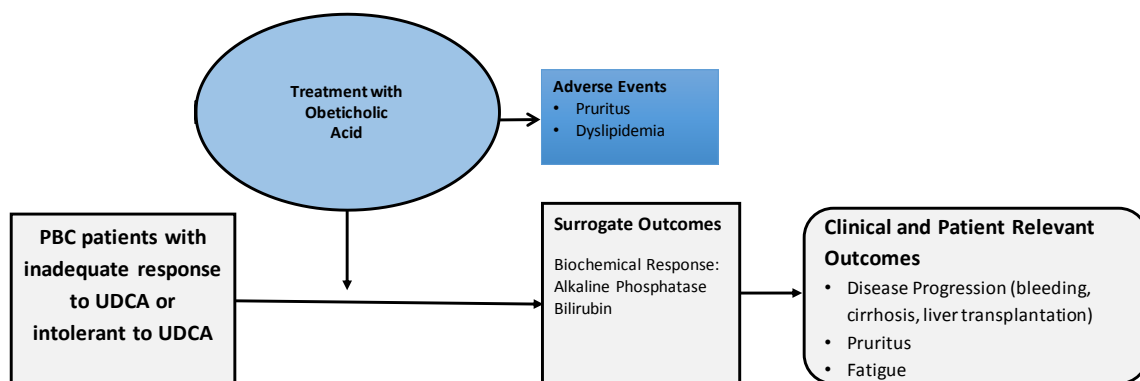 Treatment with
Obeticholic
Acid
Adverse Events
• Pruritus
• Dyslipidemia
PBC patients with
inadequate response
to UDCA or
intolerant to UDCA
Surrogate Outcomes
Biochemical Response:
Alkaline Phosphatase
Bilirubin
Clinical and Patient Relevant
Outcomes
• Disease Progression (bleeding,
cirrhosis, liver transplantation)
• Pruritus
• Fatigue